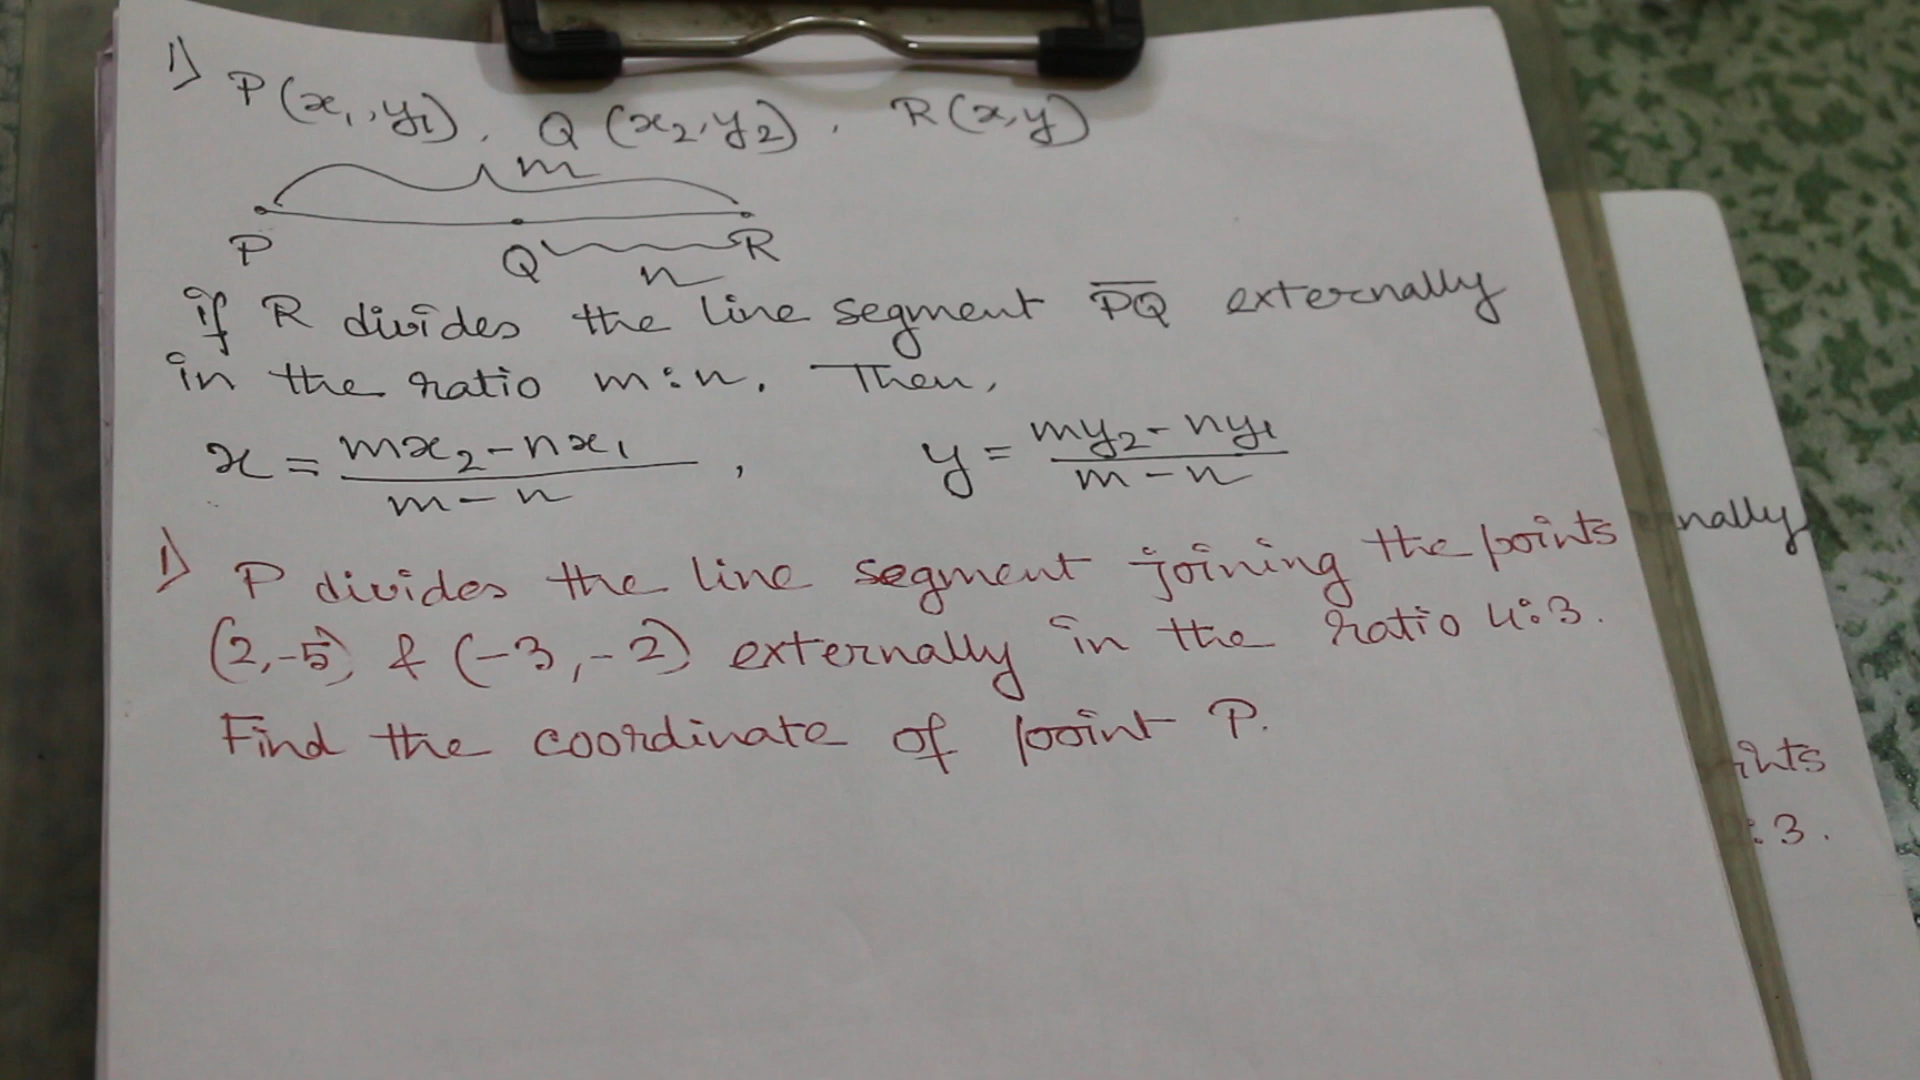 1) P(x₁,y₁), Q(x₂,y₂), R(x,y)
m
P Q R
n
if R divides the line segment P̅Q̅ externally
in the ratio m:n. Then,
x = (mx₂-nx₁)/(m-n) , y = (my₂-ny₁)/(m-n)
1) P divides the line segment joining the points
(2,-5) & (-3,-2) externally in the ratio 4:3.
Find the coordinate of point P.
nally
ints
:3.